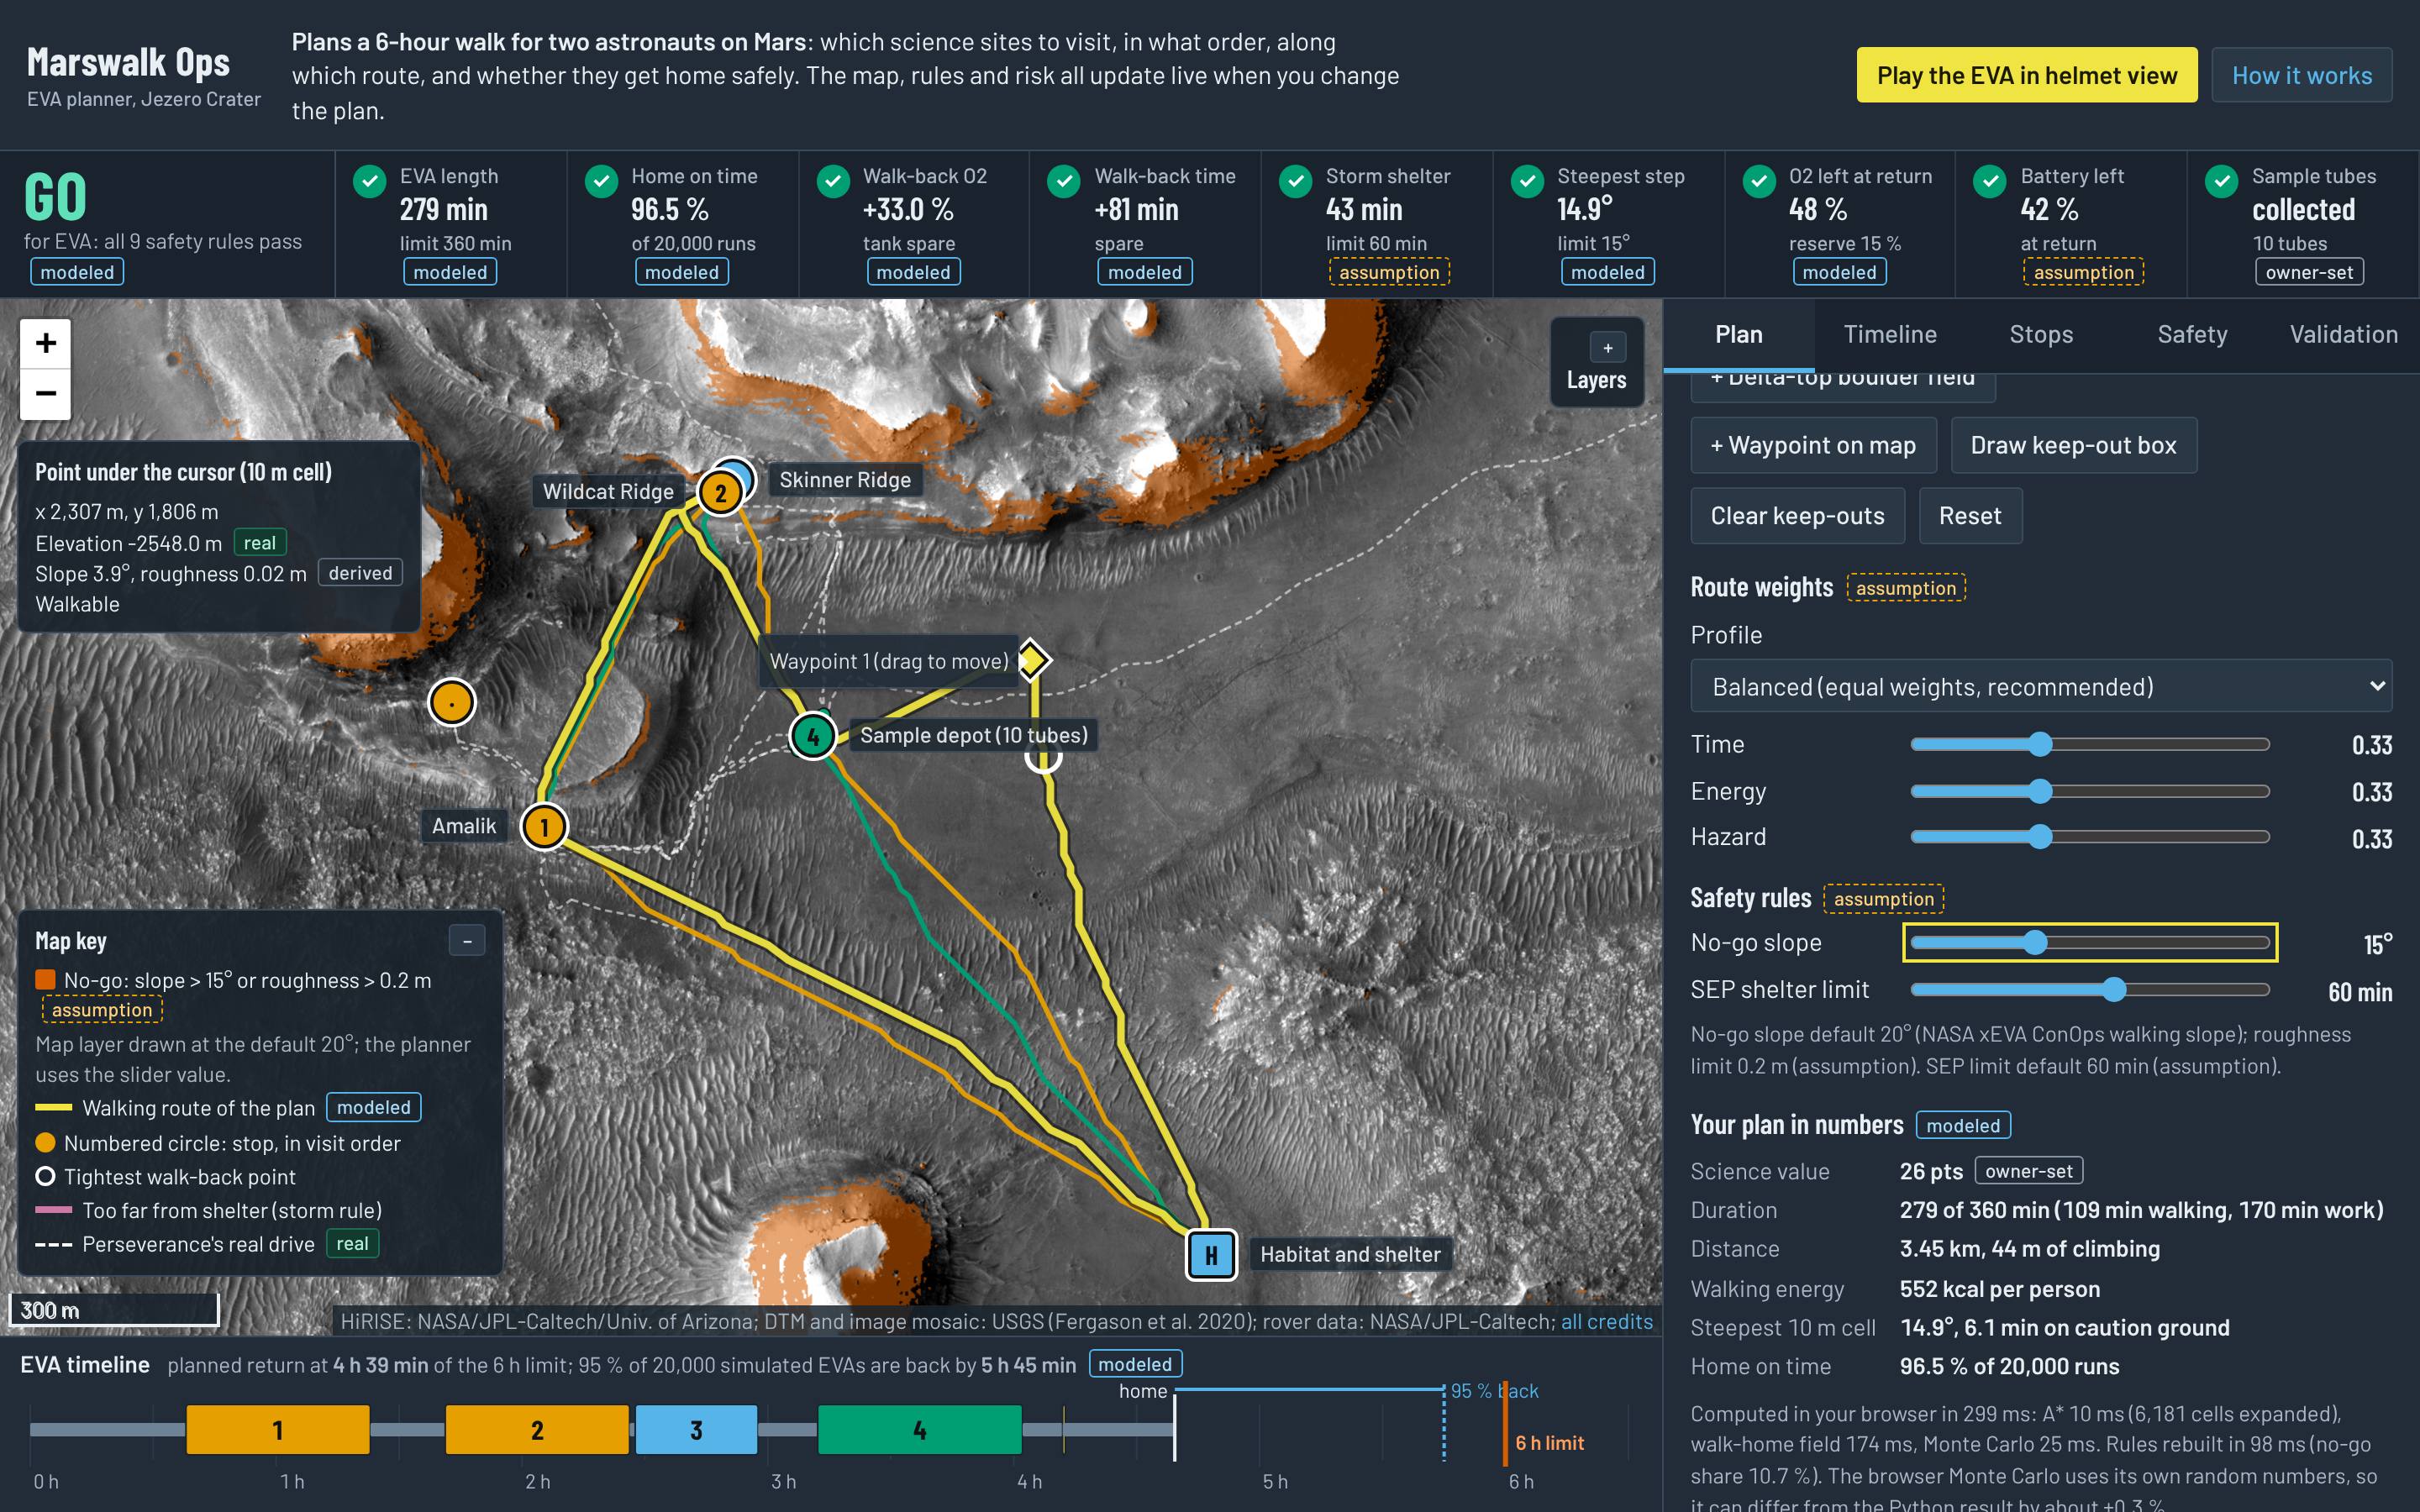 Marswalk Ops
EVA planner, Jezero Crater
Plans a 6-hour walk for two astronauts on Mars: which science sites to visit, in what order, along
which route, and whether they get home safely. The map, rules and risk all update live when you change
the plan.
Play the EVA in helmet view
How it works
GO
for EVA: all 9 safety rules pass
modeled
EVA length
279 min
limit 360 min
modeled
Home on time
96.5 %
of 20,000 runs
modeled
Walk-back O2
+33.0 %
tank spare
modeled
Walk-back time
+81 min
spare
modeled
Storm shelter
43 min
limit 60 min
assumption
Steepest step
14.9°
limit 15°
modeled
O2 left at return
48 %
reserve 15 %
modeled
Battery left
42 %
at return
assumption
Sample tubes
collected
10 tubes
owner-set
+
−
Point under the cursor (10 m cell)
x 2,307 m, y 1,806 m
Elevation -2548.0 m real
Slope 3.9°, roughness 0.02 m derived
Walkable
+
Layers
Wildcat Ridge
2
Skinner Ridge
Waypoint 1 (drag to move)
4
Sample depot (10 tubes)
Amalik
1
H
Habitat and shelter
Map key
–
No-go: slope > 15° or roughness > 0.2 m
assumption
Map layer drawn at the default 20°; the planner
uses the slider value.
Walking route of the plan modeled
Numbered circle: stop, in visit order
Tightest walk-back point
Too far from shelter (storm rule)
Perseverance's real drive real
300 m
HiRISE: NASA/JPL-Caltech/Univ. of Arizona; DTM and image mosaic: USGS (Fergason et al. 2020); rover data: NASA/JPL-Caltech; all credits
EVA timeline planned return at 4 h 39 min of the 6 h limit; 95 % of 20,000 simulated EVAs are back by 5 h 45 min modeled
home
95 % back
1
2
3
4
6 h limit
0 h
1 h
2 h
3 h
4 h
5 h
6 h
Plan
Timeline
Stops
Safety
Validation
+ Delta-top boulder field
+ Waypoint on map
Draw keep-out box
Clear keep-outs
Reset
Route weights assumption
Profile
Balanced (equal weights, recommended)
Time 0.33
Energy 0.33
Hazard 0.33
Safety rules assumption
No-go slope 15°
SEP shelter limit 60 min
No-go slope default 20° (NASA xEVA ConOps walking slope); roughness
limit 0.2 m (assumption). SEP limit default 60 min (assumption).
Your plan in numbers modeled
Science value 26 pts owner-set
Duration 279 of 360 min (109 min walking, 170 min work)
Distance 3.45 km, 44 m of climbing
Walking energy 552 kcal per person
Steepest 10 m cell 14.9°, 6.1 min on caution ground
Home on time 96.5 % of 20,000 runs
Computed in your browser in 299 ms: A* 10 ms (6,181 cells expanded),
walk-home field 174 ms, Monte Carlo 25 ms. Rules rebuilt in 98 ms (no-go
share 10.7 %). The browser Monte Carlo uses its own random numbers, so
it can differ from the Python result by about ±0.3 %.